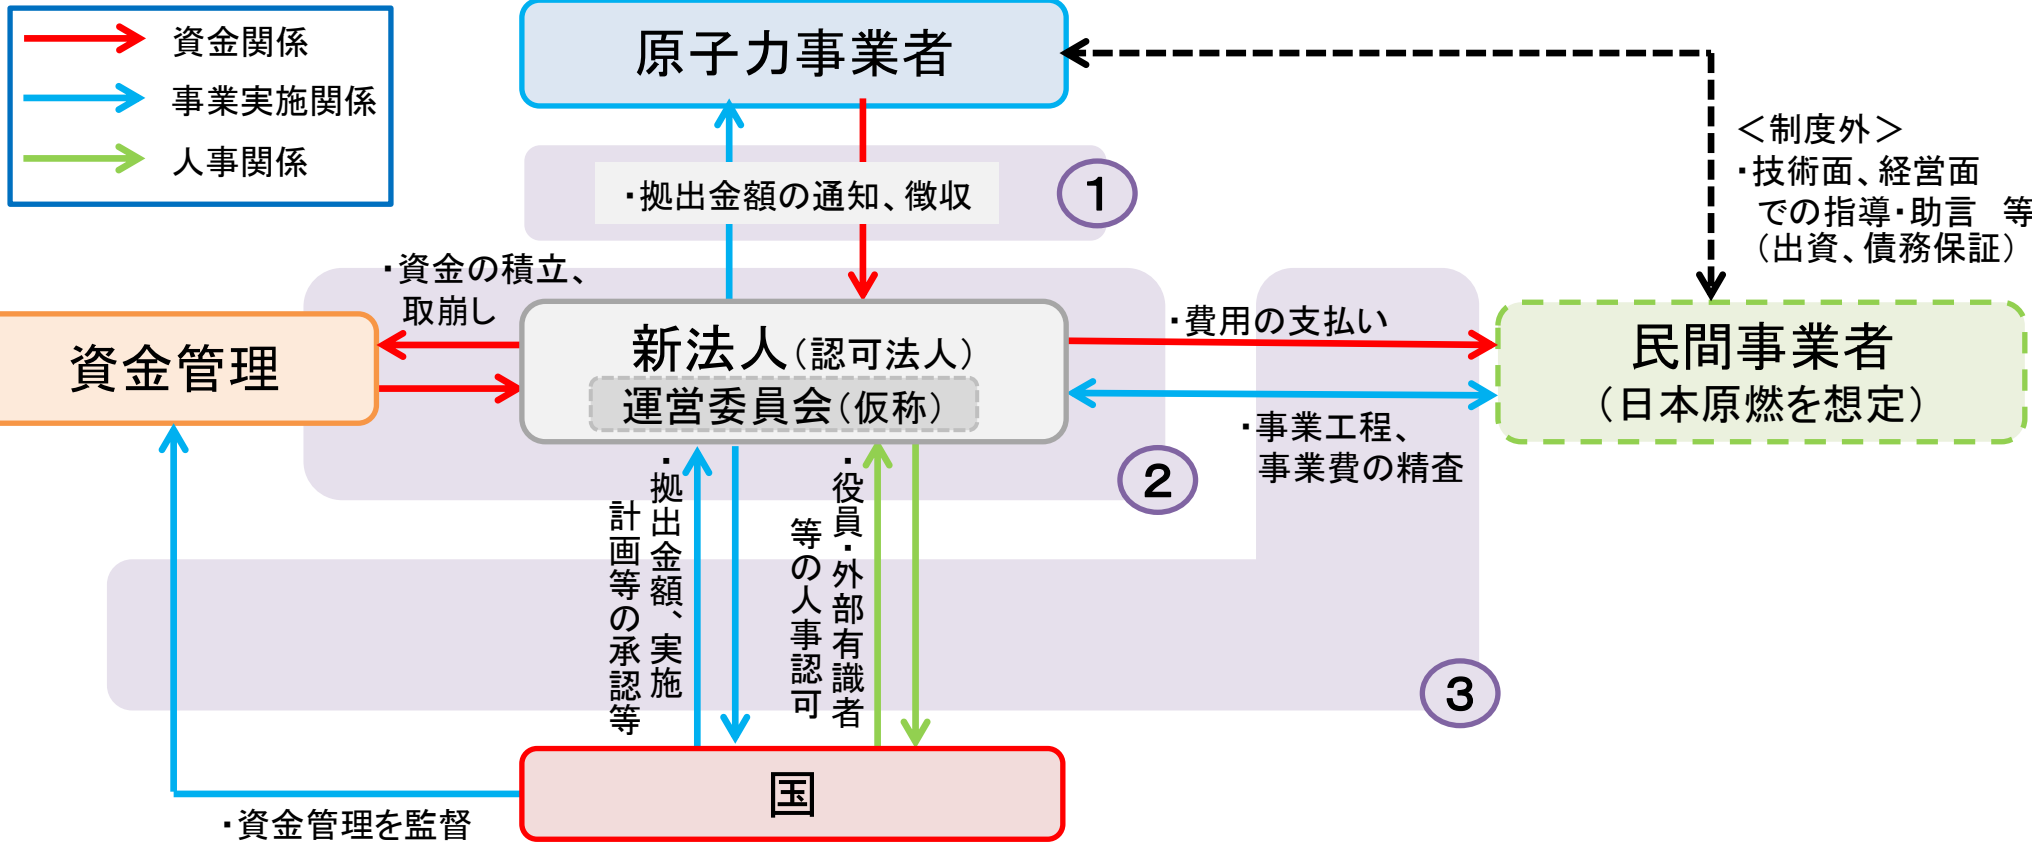 資金関係
事業実施関係
人事関係
原子力事業者
・拠出金額の通知、徴収
①
＜制度外＞
・技術面、経営面
での指導・助言　等
（出資、債務保証）
・資金の積立、
取崩し
資金管理
新法人（認可法人）
運営委員会（仮称）
・費用の支払い
民間事業者
（日本原燃を想定）
・事業工程、
事業費の精査
②
・拠出金額、実施
計画等の承認等
・役員・外部有識者
等の人事認可
③
国
・資金管理を監督